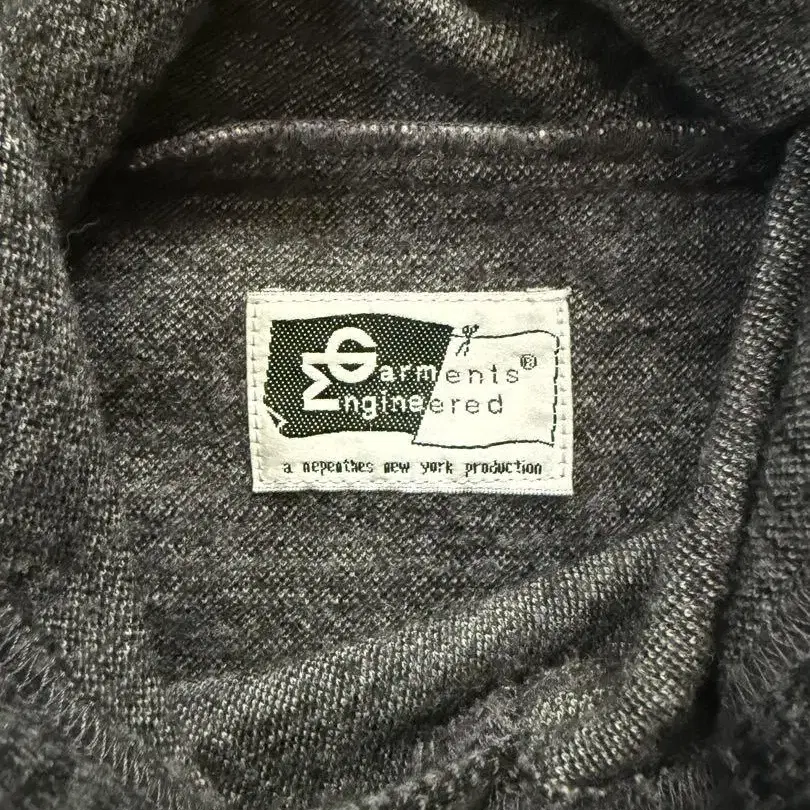 Garments®
Engineered
a nepenthes new york production